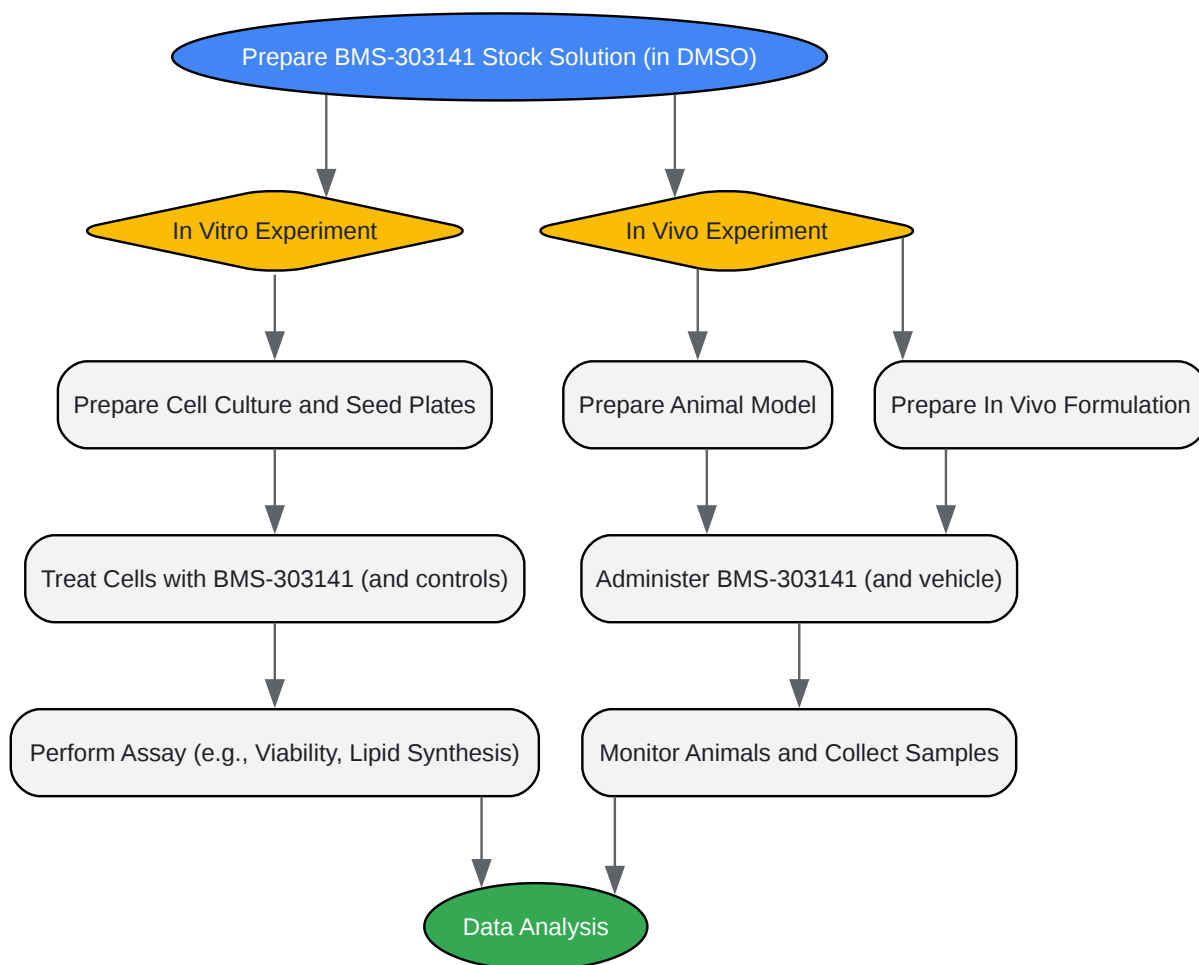 Prepare BMS-303141 Stock Solution (in DMSO)
In Vitro Experiment
In Vivo Experiment
Prepare Cell Culture and Seed Plates
Prepare Animal Model
Prepare In Vivo Formulation
Treat Cells with BMS-303141 (and controls)
Administer BMS-303141 (and vehicle)
Perform Assay (e.g., Viability, Lipid Synthesis)
Monitor Animals and Collect Samples
Data Analysis